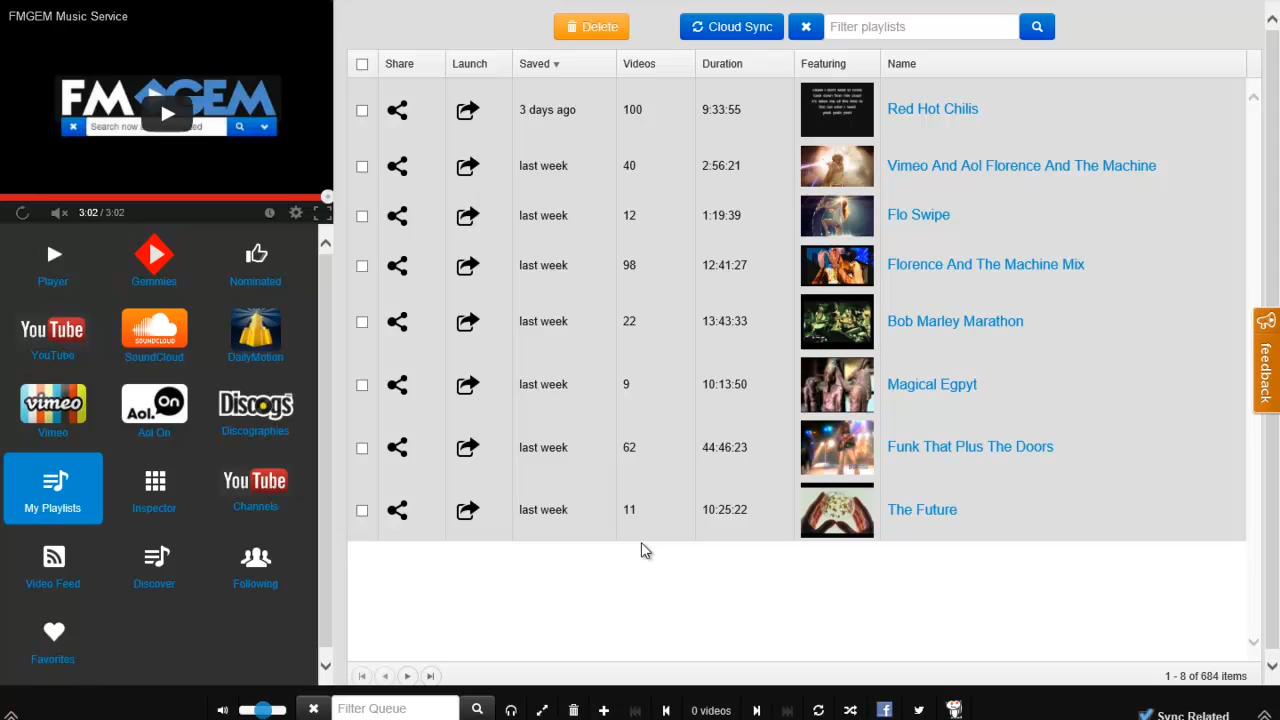 FMGEM Music Service
FM GEM
Search now
3:02 / 3:02
Player
Gemmies
Nominated
YouTube
YouTube
SOUNDCLOUD
SoundCloud
DailyMotion
vimeo
Vimeo
Aol.On
Aol On
Discogs
Discographies
My Playlists
Inspector
YouTube
Channels
Video Feed
Discover
Following
Favorites
Delete
Cloud Sync
Filter playlists
Share Launch Saved Videos Duration Featuring Name
3 days ago 100 9:33:55 Red Hot Chilis
last week 40 2:56:21 Vimeo And Aol Florence And The Machine
last week 12 1:19:39 Flo Swipe
last week 98 12:41:27 Florence And The Machine Mix
last week 22 13:43:33 Bob Marley Marathon
last week 9 10:13:50 Magical Egpyt
last week 62 44:46:23 Funk That Plus The Doors
last week 11 10:25:22 The Future
1 - 8 of 684 items
feedback
Filter Queue
0 videos
Sync Related